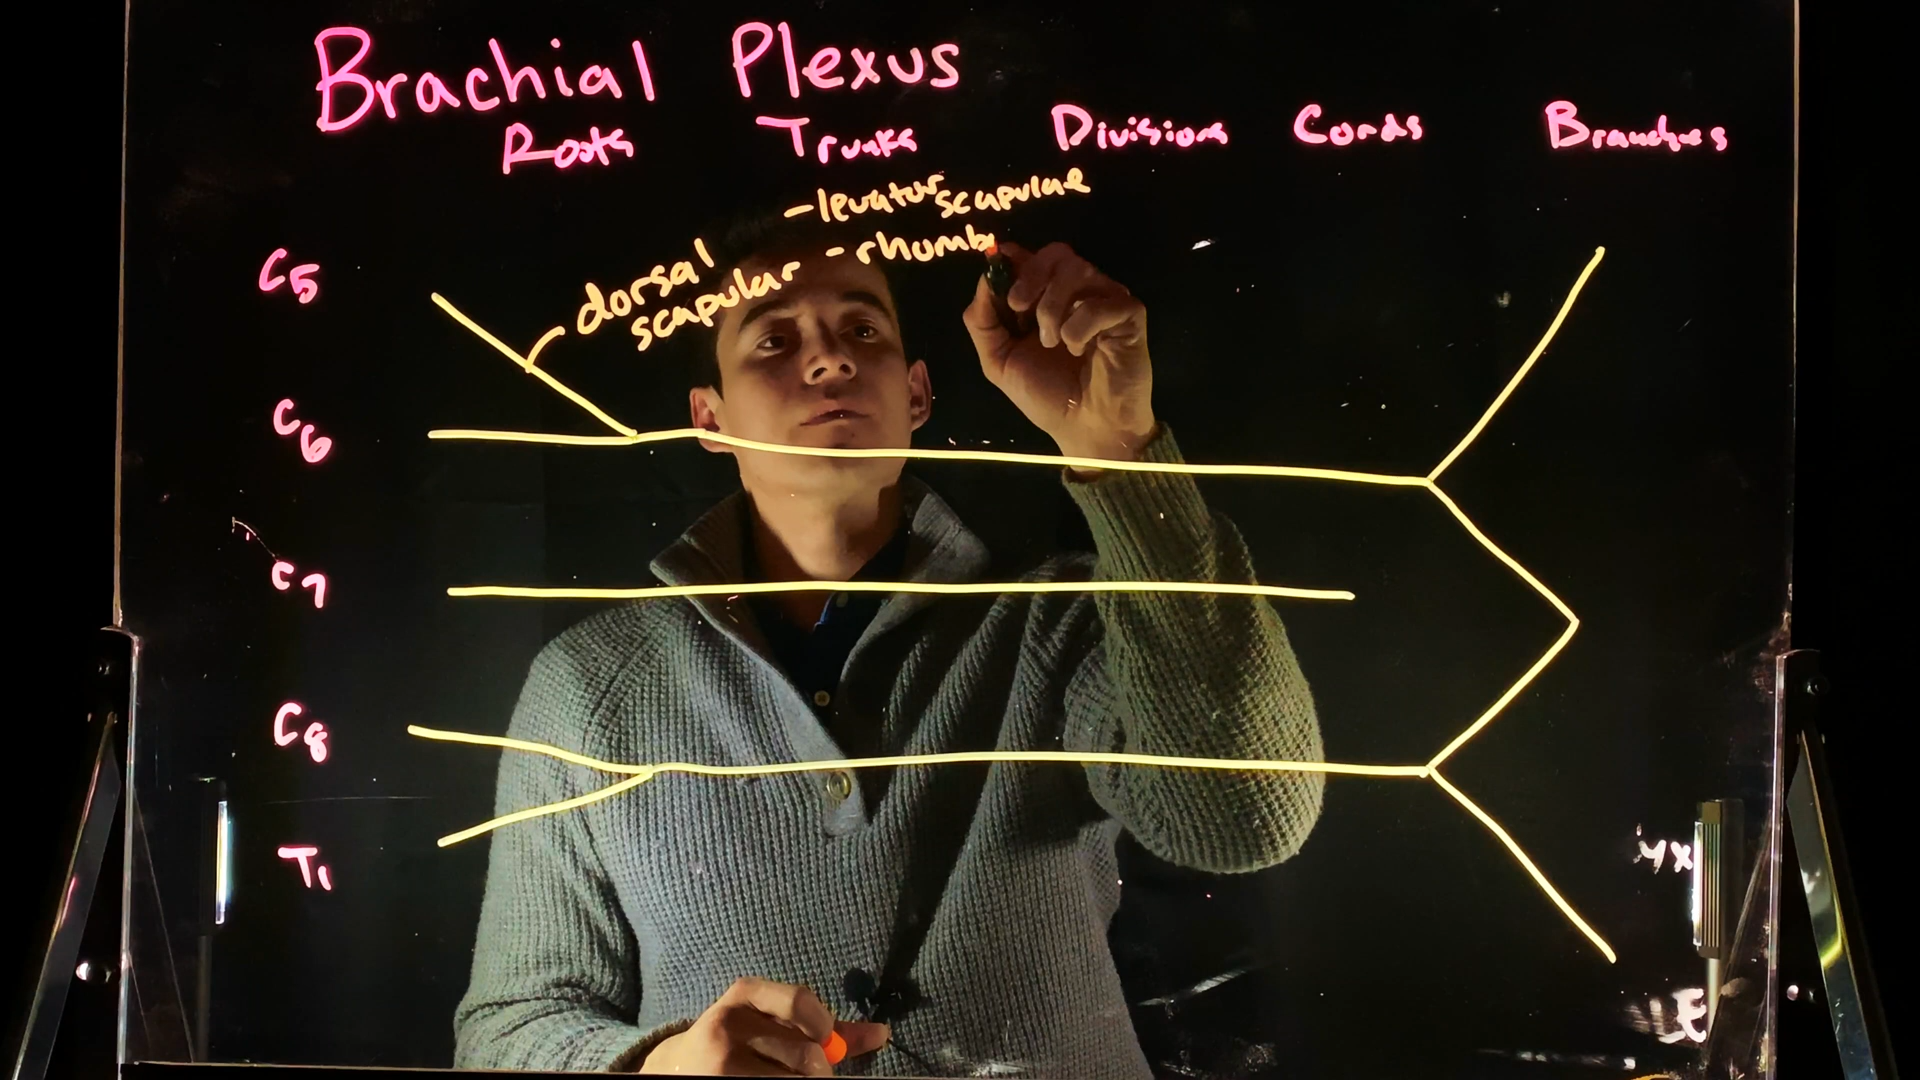 Brachial Plexus
Roots Trunks Divisions Cords Branches
- levator scapulae
dorsal scapular - rhomb
C5
C6
C7
C8
T1